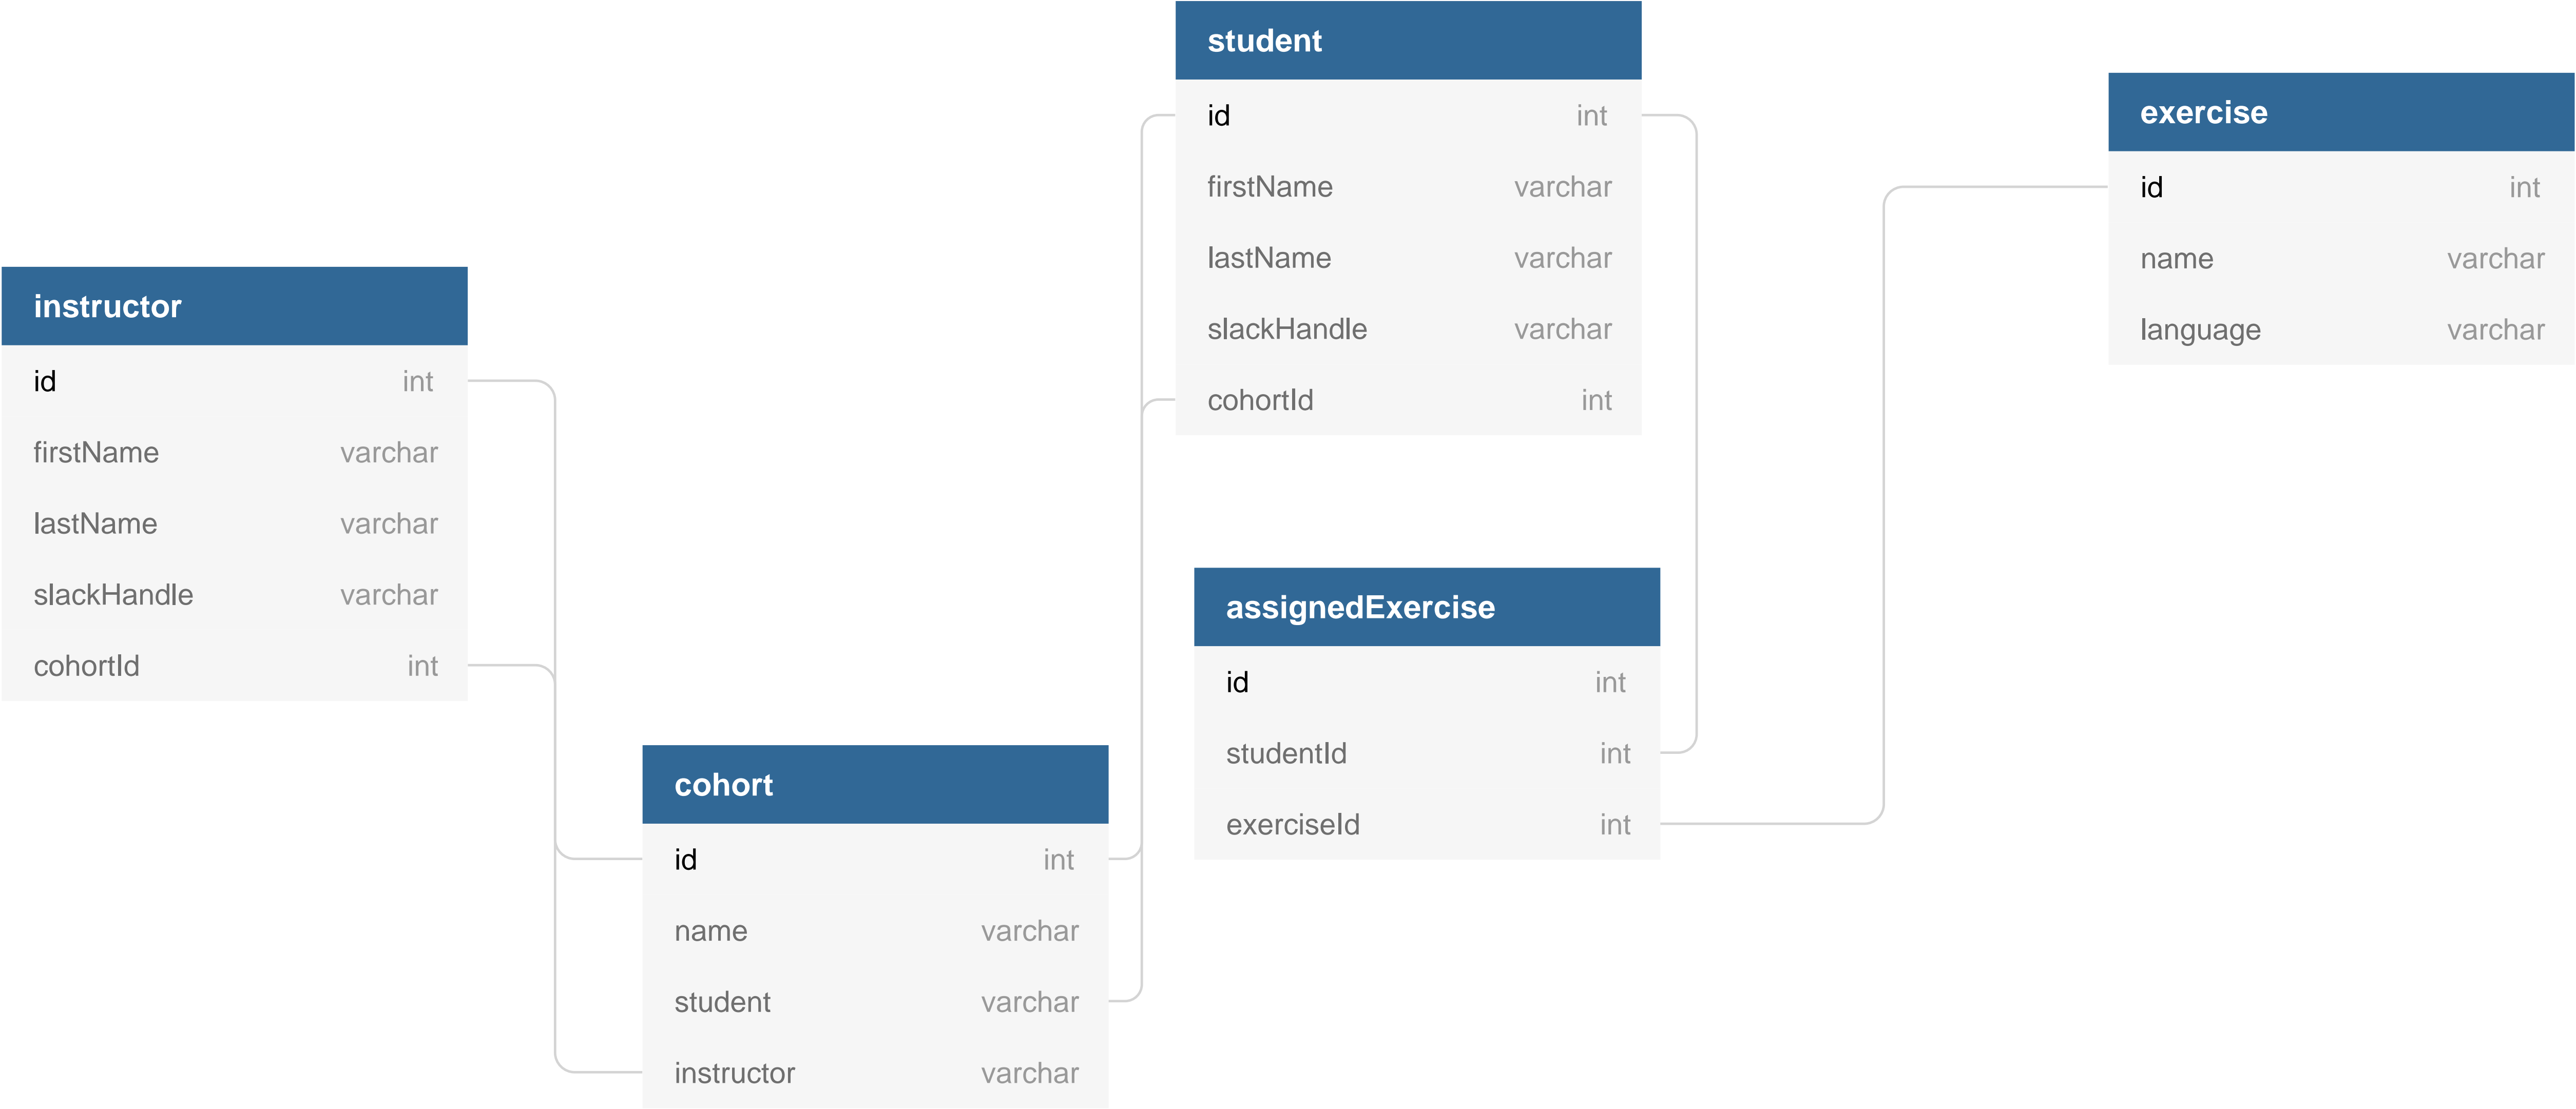 instructor
id int
firstName varchar
lastName varchar
slackHandle varchar
cohortId int
cohort
id int
name varchar
student varchar
instructor varchar
student
id int
firstName varchar
lastName varchar
slackHandle varchar
cohortId int
assignedExercise
id int
studentId int
exerciseId int
exercise
id int
name varchar
language varchar